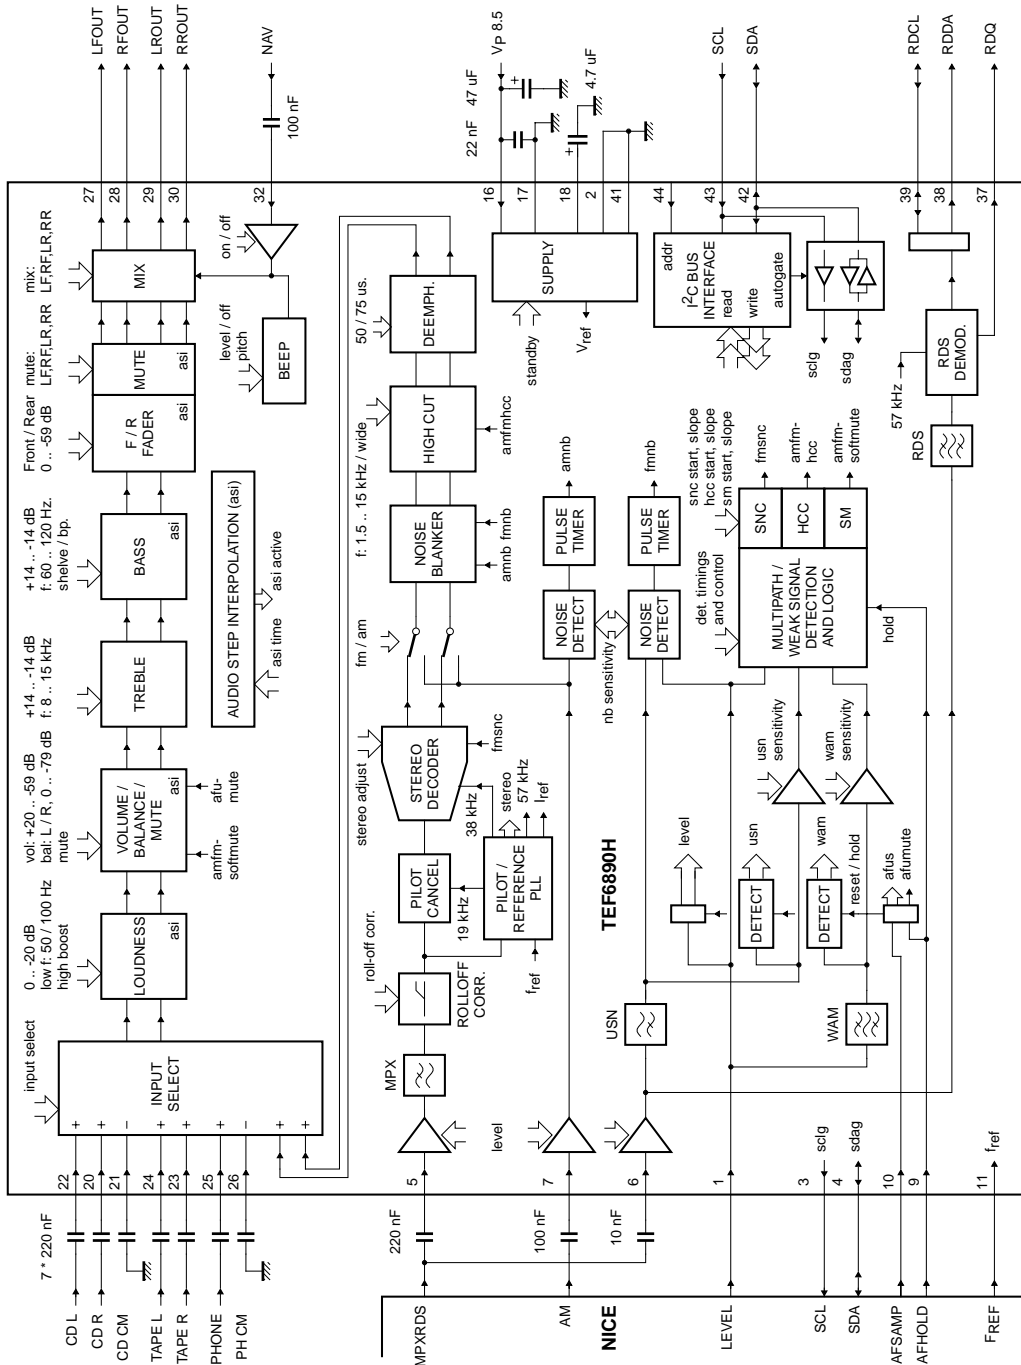 CD L
CD R
CD CM
TAPE L
TAPE R
PHONE
PH CM
7 * 220 nF
22
20
21
24
23
25
26
+
+
–
+
+
+
–
+
+
INPUT
SELECT
input select
0 .. -20 dB
low f: 50 / 100 Hz
high boost
LOUDNESS
asi
vol: +20 .. -59 dB
bal: L / R, 0 .. -79 dB
mute
VOLUME /
BALANCE /
MUTE
asi
amfm-
softmute
afu-
mute
+14 .. -14 dB
f: 8 .. 15 kHz
TREBLE
+14 .. -14 dB
f: 60 .. 120 Hz.
shelve / bp.
BASS
asi
AUDIO STEP INTERPOLATION (asi)
asi time
asi active
Front / Rear
0 .. -59 dB
F / R
FADER
asi
mute:
LF,RF,LR,RR
MUTE
asi
mix:
LF,RF,LR,RR
MIX
level / off
pitch
BEEP
on / off
27
28
29
30
32
LFOUT
RFOUT
LROUT
RROUT
NAV
100 nF
MPXRDS
220 nF
5
MPX
roll-off corr.
ROLLOFF
CORR.
PILOT
CANCEL
19 kHz
38 kHz
PILOT /
REFERENCE
PLL
fref
stereo
57 kHz
Iref
stereo adjust
STEREO
DECODER
fmsnc
fm / am
NOISE
BLANKER
amnb
fmnb
f: 1.5 .. 15 kHz / wide
HIGH CUT
amfmhcc
50 / 75 us.
DEEMPH.
level
AM
100 nF
7
NOISE
DETECT
PULSE
TIMER
amnb
nb sensitivity
10 nF
6
NOISE
DETECT
PULSE
TIMER
fmnb
TEF6890H
standby
SUPPLY
Vref
16
17
18
2
41
22 nF
47 uF
+
+
4.7 uF
VP 8.5
44
43
42
SCL
SDA
addr
I2C BUS
INTERFACE
read
write
autogate
sclg
sdag
NICE
LEVEL
1
level
USN
DETECT
usn
usn
sensitivity
WAM
DETECT
wam
wam
sensitivity
reset / hold
afus
afumute
det. timings
and control
MULTIPATH /
WEAK SIGNAL
DETECTION
AND LOGIC
hold
snc start, slope
hcc start, slope
sm start, slope
SNC
HCC
SM
fmsnc
amfm-
hcc
amfm-
softmute
RDS
57 kHz
RDS
DEMOD.
39
38
37
RDCL
RDDA
RDQ
SCL
SDA
3
4
sclg
sdag
AFSAMP
AFHOLD
10
9
FREF
11
fref